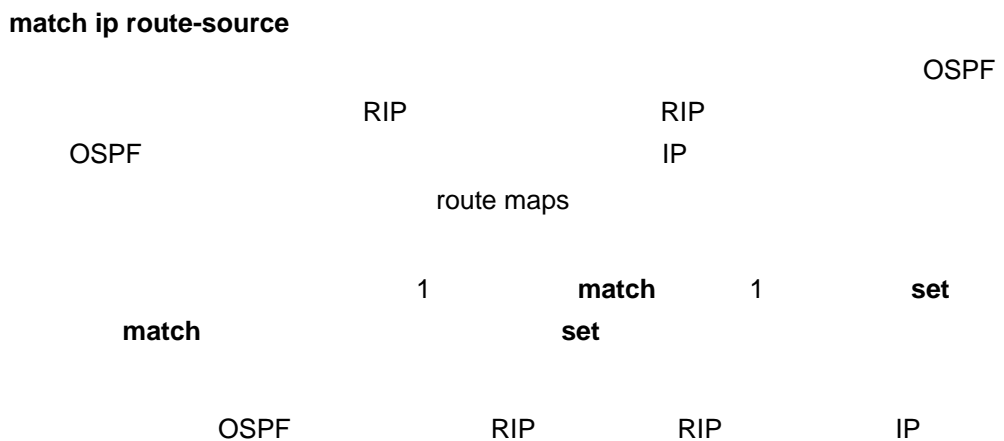 match ip route-source
OSPF
RIP RIP
OSPF IP
route maps
1 match 1 set
match set
OSPF RIP RIP IP